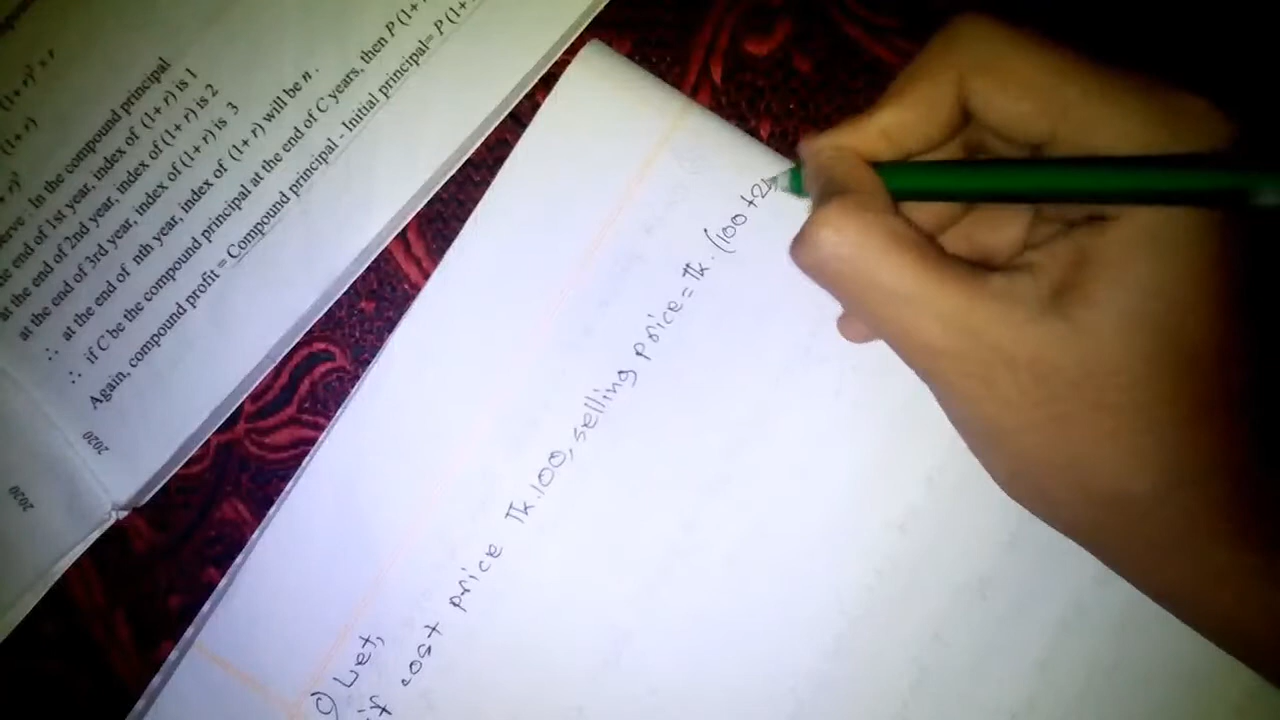 (1 + r)² × r
(1 + r)
In the compound principal
end of 1st year, index of (1+ r) is 1
at the end of 2nd year, index of (1+ r) is 2
at the end of 3rd year, index of (1+ r) is 3
∴ at the end of nth year, index of (1+ r) will be n .
∴ if C be the compound principal at the end of C years, then P (1+
Again, compound profit = Compound principal - Initial principal= P (1+
2020
2020
Let,
if cost price Tk.100, selling price = Tk. (100 +2